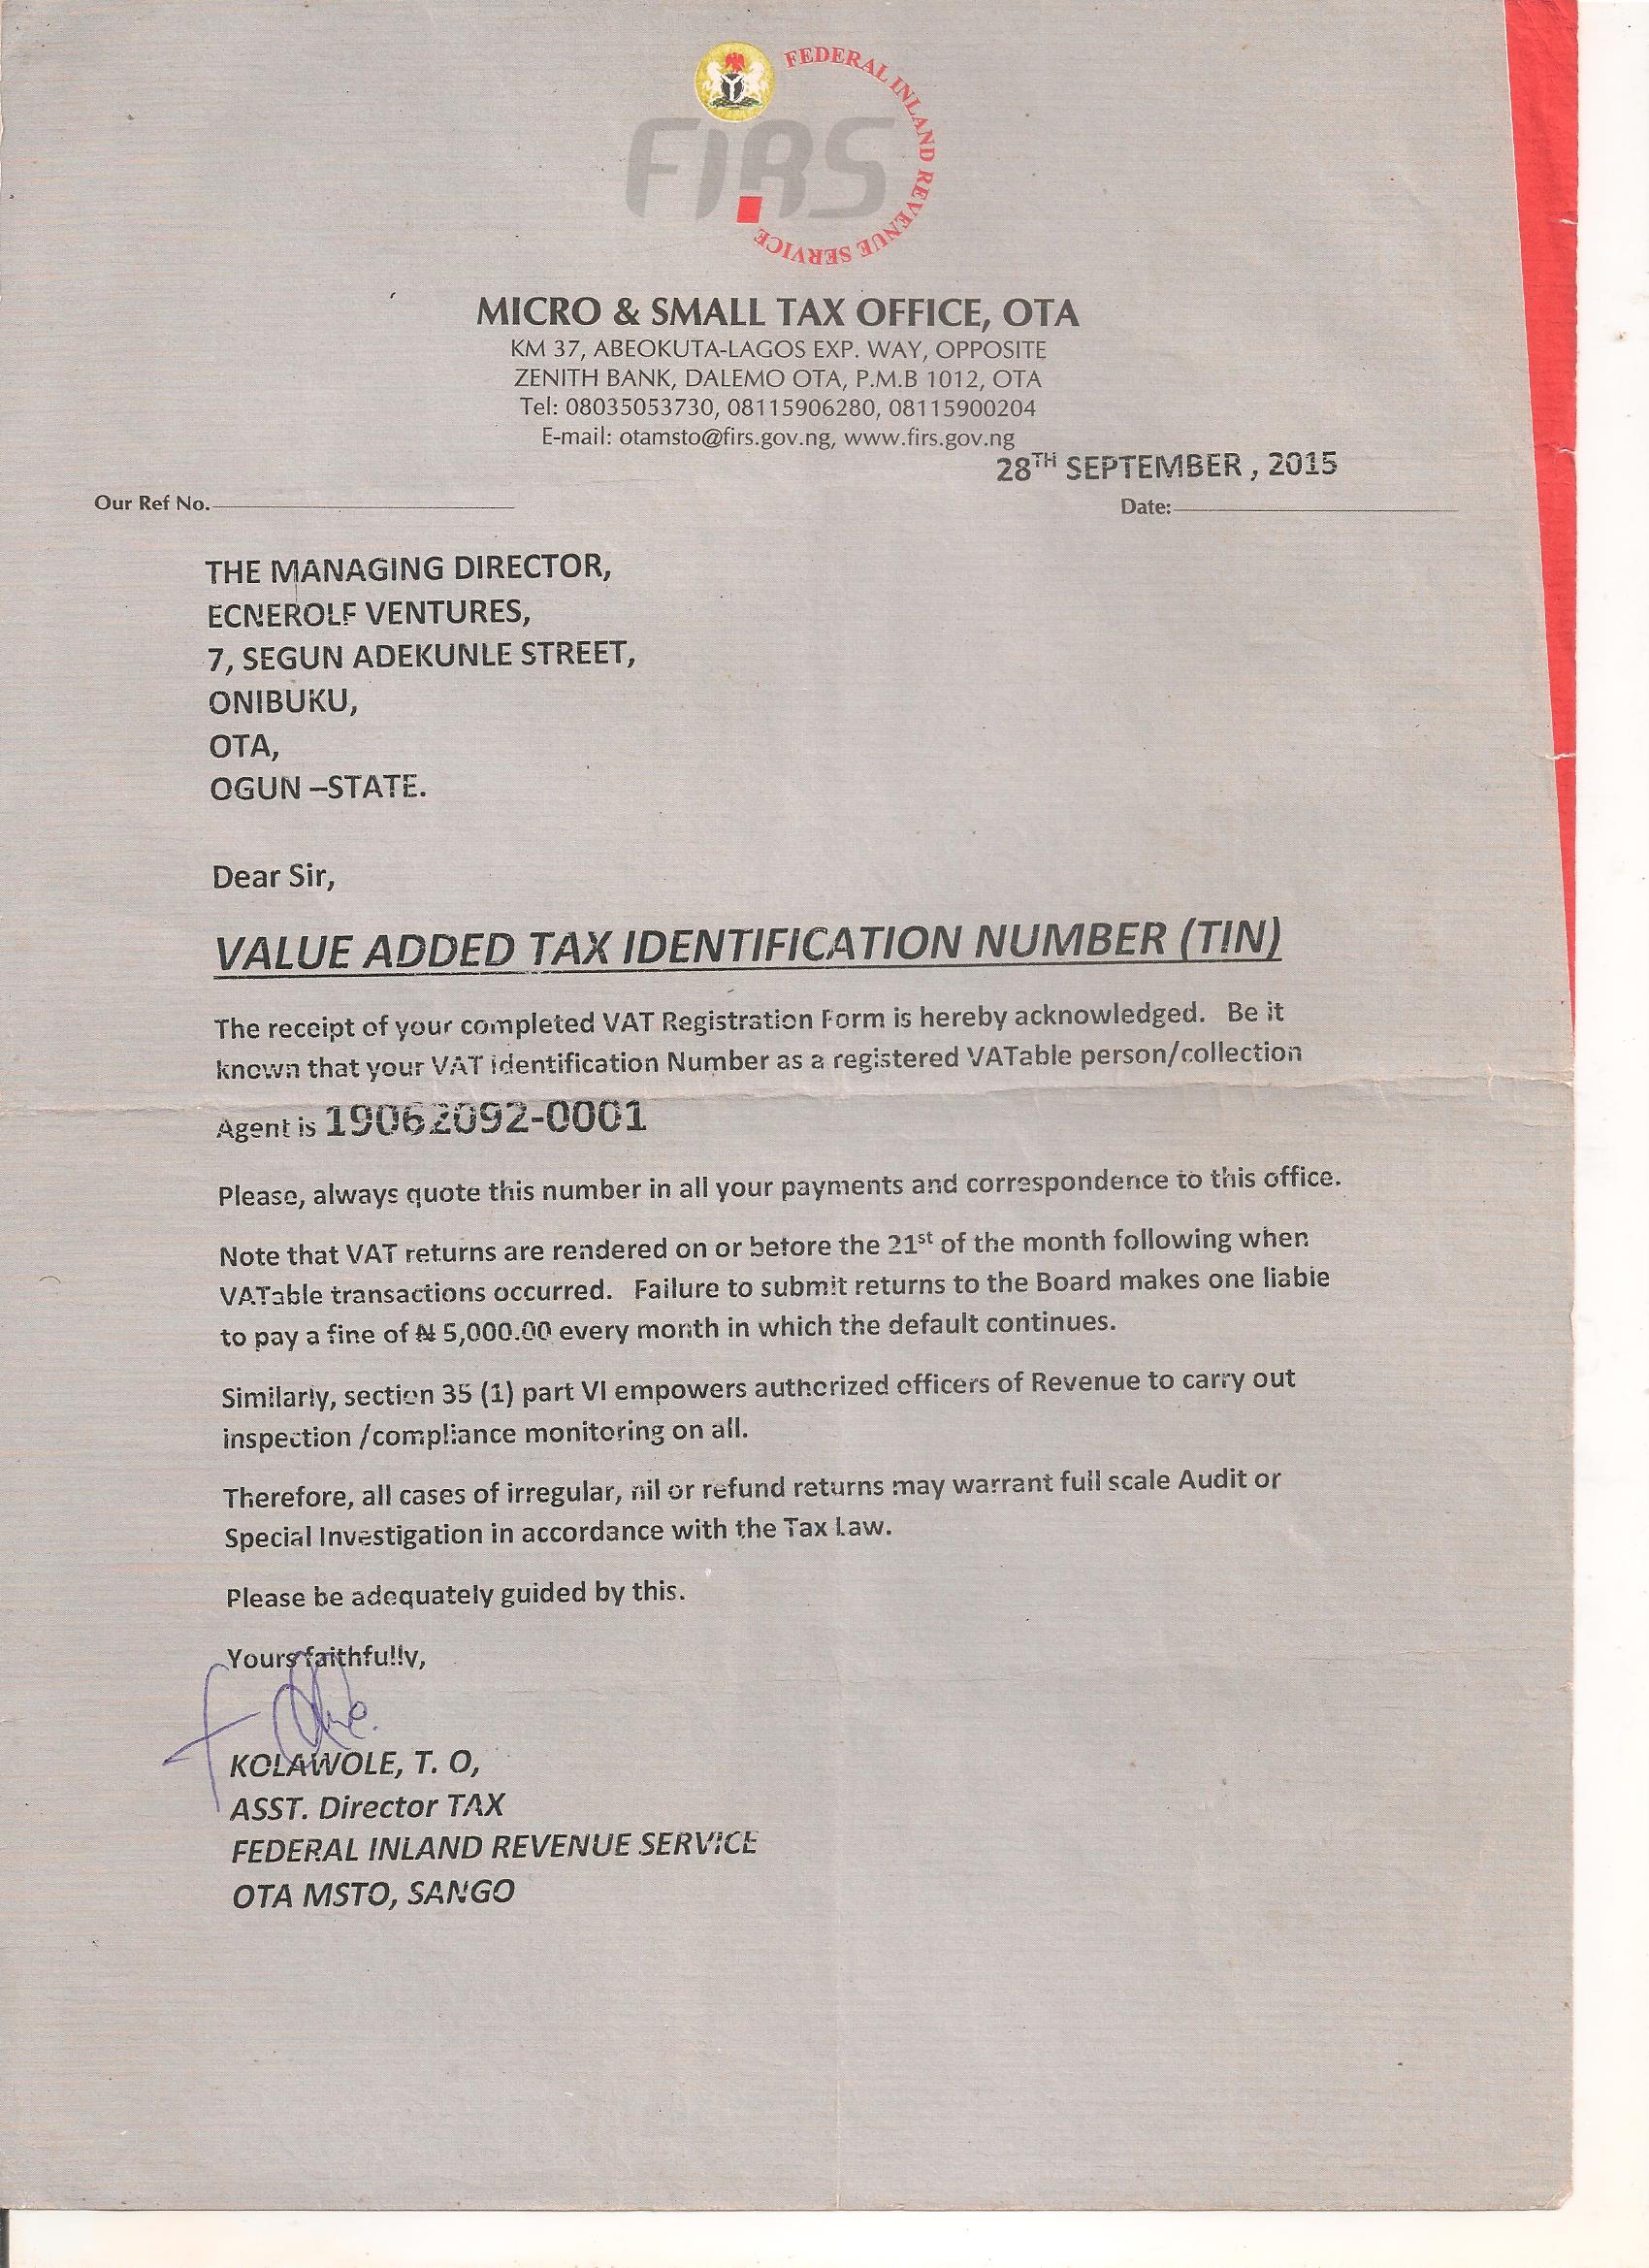 FEDERAL INLAND REVENUE SERVICE
FIRS
MICRO & SMALL TAX OFFICE, OTA
KM 37, ABEOKUTA-LAGOS EXP. WAY, OPPOSITE
ZENITH BANK, DALEMO OTA, P.M.B 1012, OTA
Tel: 08035053730, 08115906280, 08115900204
E-mail: otamsto@firs.gov.ng, www.firs.gov.ng
28TH SEPTEMBER , 2015
Our Ref No.
Date:
THE MANAGING DIRECTOR,
ECNEROLF VENTURES,
7, SEGUN ADEKUNLE STREET,
ONIBUKU,
OTA,
OGUN –STATE.
Dear Sir,
VALUE ADDED TAX IDENTIFICATION NUMBER (TIN)
The receipt of your completed VAT Registration Form is hereby acknowledged. Be it
known that your VAT identification Number as a registered VATable person/collection
Agent is 19062092-0001
Please, always quote this number in all your payments and correspondence to this office.
Note that VAT returns are rendered on or before the 21st of the month following when
VATable transactions occurred. Failure to submit returns to the Board makes one liable
to pay a fine of ₦ 5,000.00 every month in which the default continues.
Similarly, section 35 (1) part VI empowers authorized officers of Revenue to carry out
inspection /compliance monitoring on all.
Therefore, all cases of irregular, nil or refund returns may warrant full scale Audit or
Special Investigation in accordance with the Tax Law.
Please be adequately guided by this.
Yours faithfully,
KOLAWOLE, T. O,
ASST. Director TAX
FEDERAL INLAND REVENUE SERVICE
OTA MSTO, SANGO